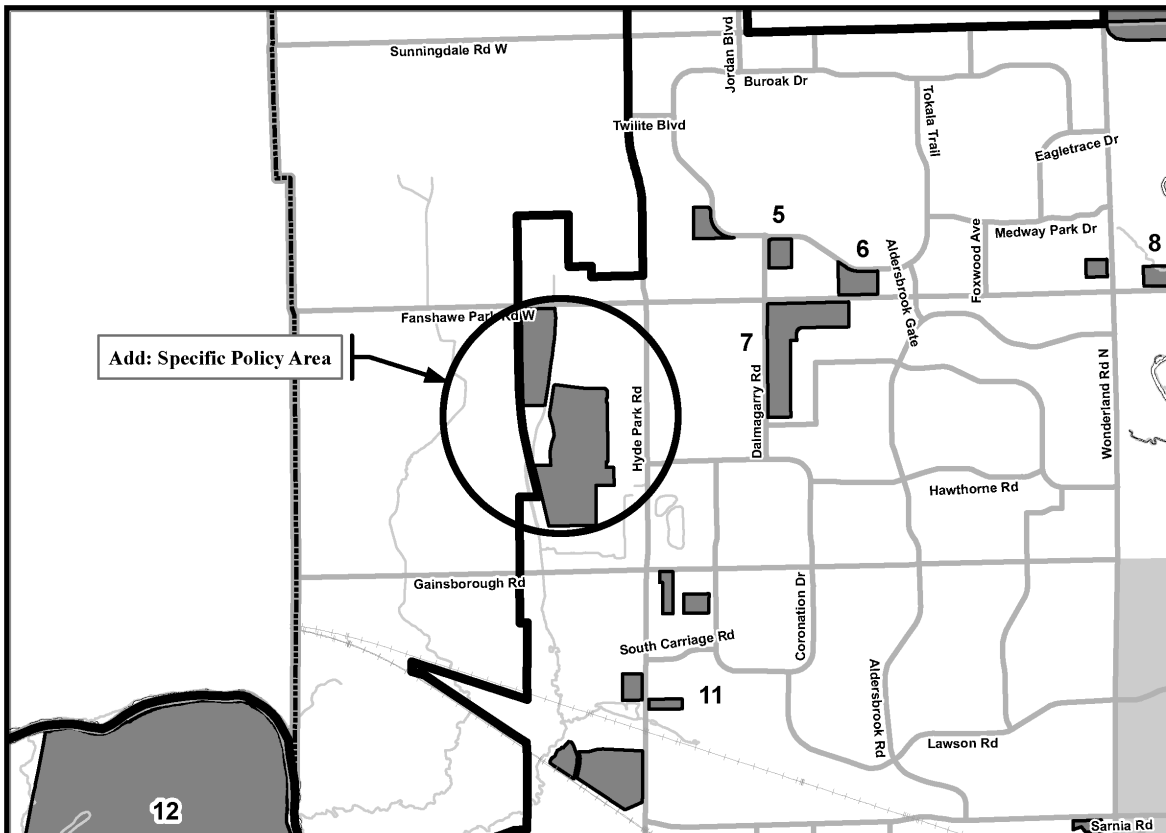 Sunningdale Rd W
Jordan Blvd
Buroak Dr
Twilite Blvd
Tokala Trail
Eagletrace Dr
5
6
Aldersbrook Gate
Foxwood Ave
Medway Park Dr
8
Fanshawe Park Rd W
Add: Specific Policy Area
7
Hyde Park Rd
Dalmagarry Rd
Wonderland Rd N
Hawthorne Rd
Gainsborough Rd
Coronation Dr
South Carriage Rd
11
Aldersbrook Rd
Lawson Rd
12
Sarnia Rd